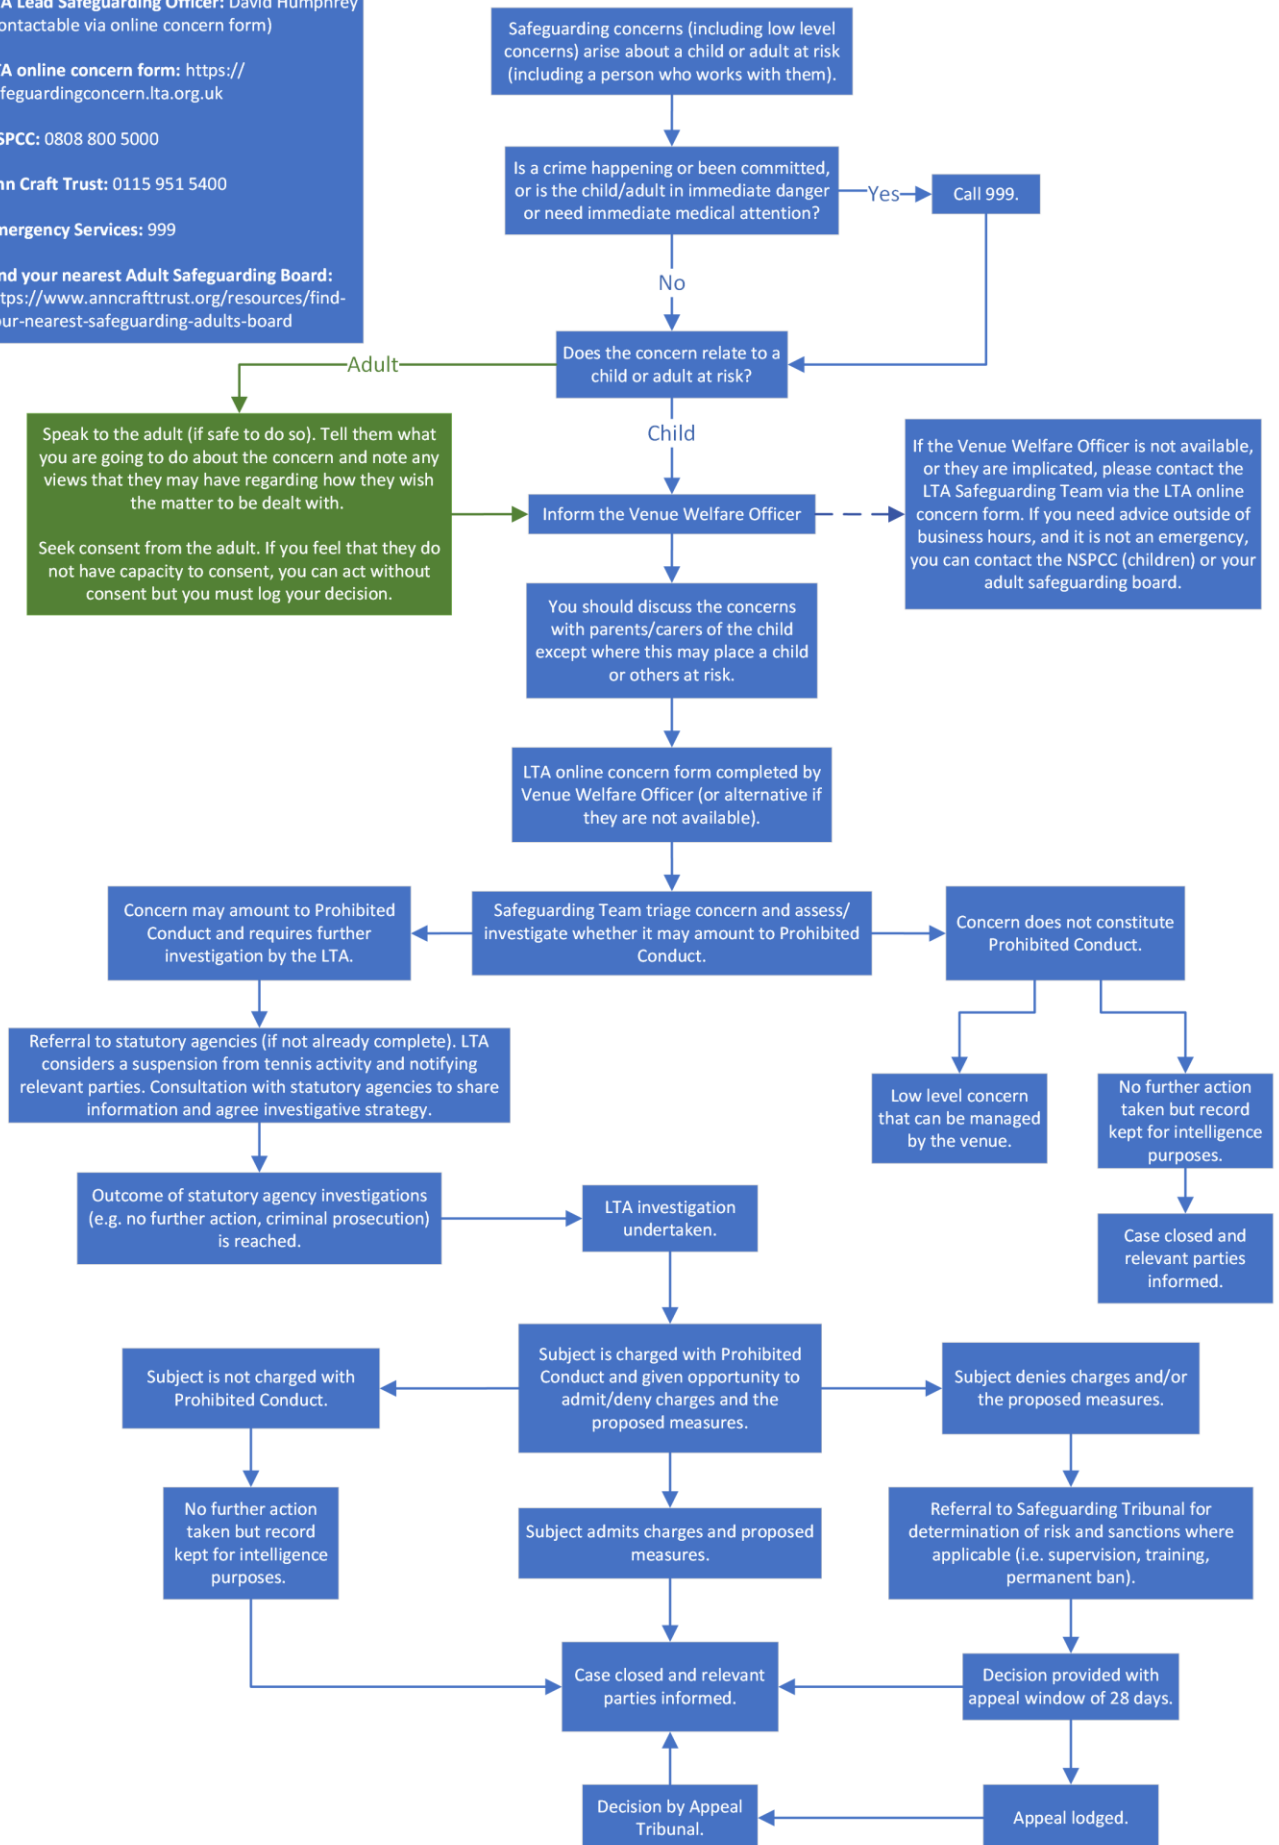 Lead Safeguarding Officer: David Humphrey
via online concern form)
online concern form: https://
0808 800 5000
Craft Trust: 0115 951 5400
Services: 999
your nearest Adult Safeguarding Board:
Safeguarding concerns (including low level
concerns) arise about a child or adult at risk
(including a person who works with them).
Is a crime happening or been committed,
or is the child/adult in immediate danger
or need immediate medical attention?
Yes
Call 999.
No
Does the concern relate to a
child or adult at risk?
Adult
Child
Speak to the adult (if safe to do so). Tell them what
you are going to do about the concern and note any
views that they may have regarding how they wish
the matter to be dealt with.
Seek consent from the adult. If you feel that they do
not have capacity to consent, you can act without
consent but you must log your decision.
Inform the Venue Welfare Officer
If the Venue Welfare Officer is not available,
or they are implicated, please contact the
LTA Safeguarding Team via the LTA online
concern form. If you need advice outside of
business hours, and it is not an emergency,
you can contact the NSPCC (children) or your
adult safeguarding board.
You should discuss the concerns
with parents/carers of the child
except where this may place a child
or others at risk.
LTA online concern form completed by
Venue Welfare Officer (or alternative if
they are not available).
Concern may amount to Prohibited
Conduct and requires further
investigation by the LTA.
Safeguarding Team triage concern and assess/
investigate whether it may amount to Prohibited
Conduct.
Concern does not constitute
Prohibited Conduct.
Referral to statutory agencies (if not already complete). LTA
considers a suspension from tennis activity and notifying
relevant parties. Consultation with statutory agencies to share
information and agree investigative strategy.
Low level concern
that can be managed
by the venue.
No further action
taken but record
kept for intelligence
purposes.
Outcome of statutory agency investigations
(e.g. no further action, criminal prosecution)
is reached.
LTA investigation
undertaken.
Case closed and
relevant parties
informed.
Subject is not charged with
Prohibited Conduct.
Subject is charged with Prohibited
Conduct and given opportunity to
admit/deny charges and the
proposed measures.
Subject denies charges and/or
the proposed measures.
No further action
taken but record
kept for intelligence
purposes.
Subject admits charges and proposed
measures.
Referral to Safeguarding Tribunal for
determination of risk and sanctions where
applicable (i.e. supervision, training,
permanent ban).
Case closed and relevant
parties informed.
Decision provided with
appeal window of 28 days.
Decision by Appeal
Tribunal.
Appeal lodged.